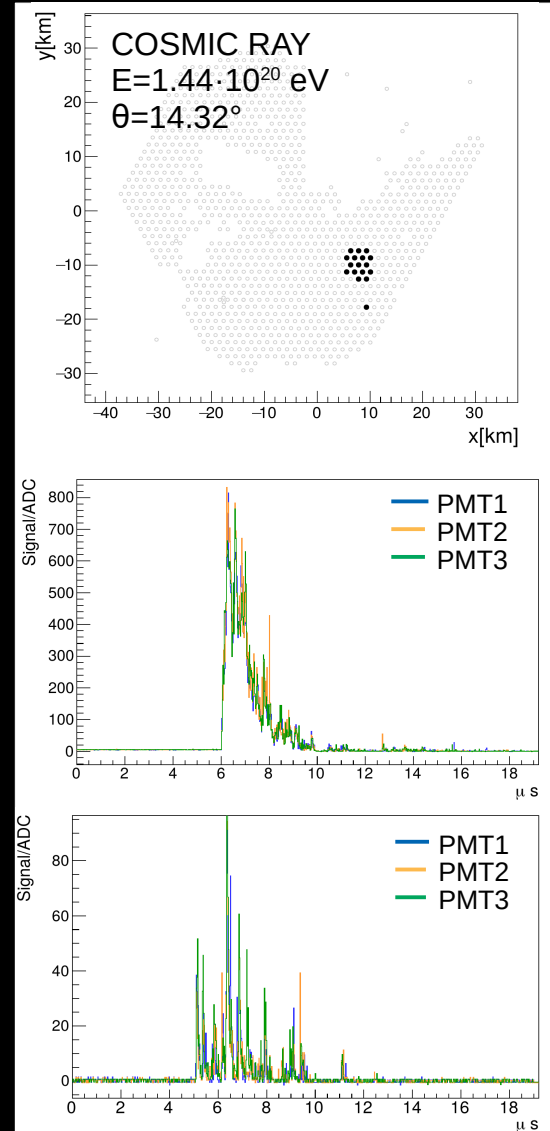 y[km]
COSMIC RAY
E=1.44·10²⁰ eV
θ=14.32°
30
20
10
0
−10
−20
−30
−40 −30 −20 −10 0 10 20 30
x[km]
Signal/ADC
PMT1
PMT2
PMT3
800
700
600
500
400
300
200
100
0
0 2 4 6 8 10 12 14 16 18
μ s
Signal/ADC
PMT1
PMT2
PMT3
80
60
40
20
0
0 2 4 6 8 10 12 14 16 18
μ s